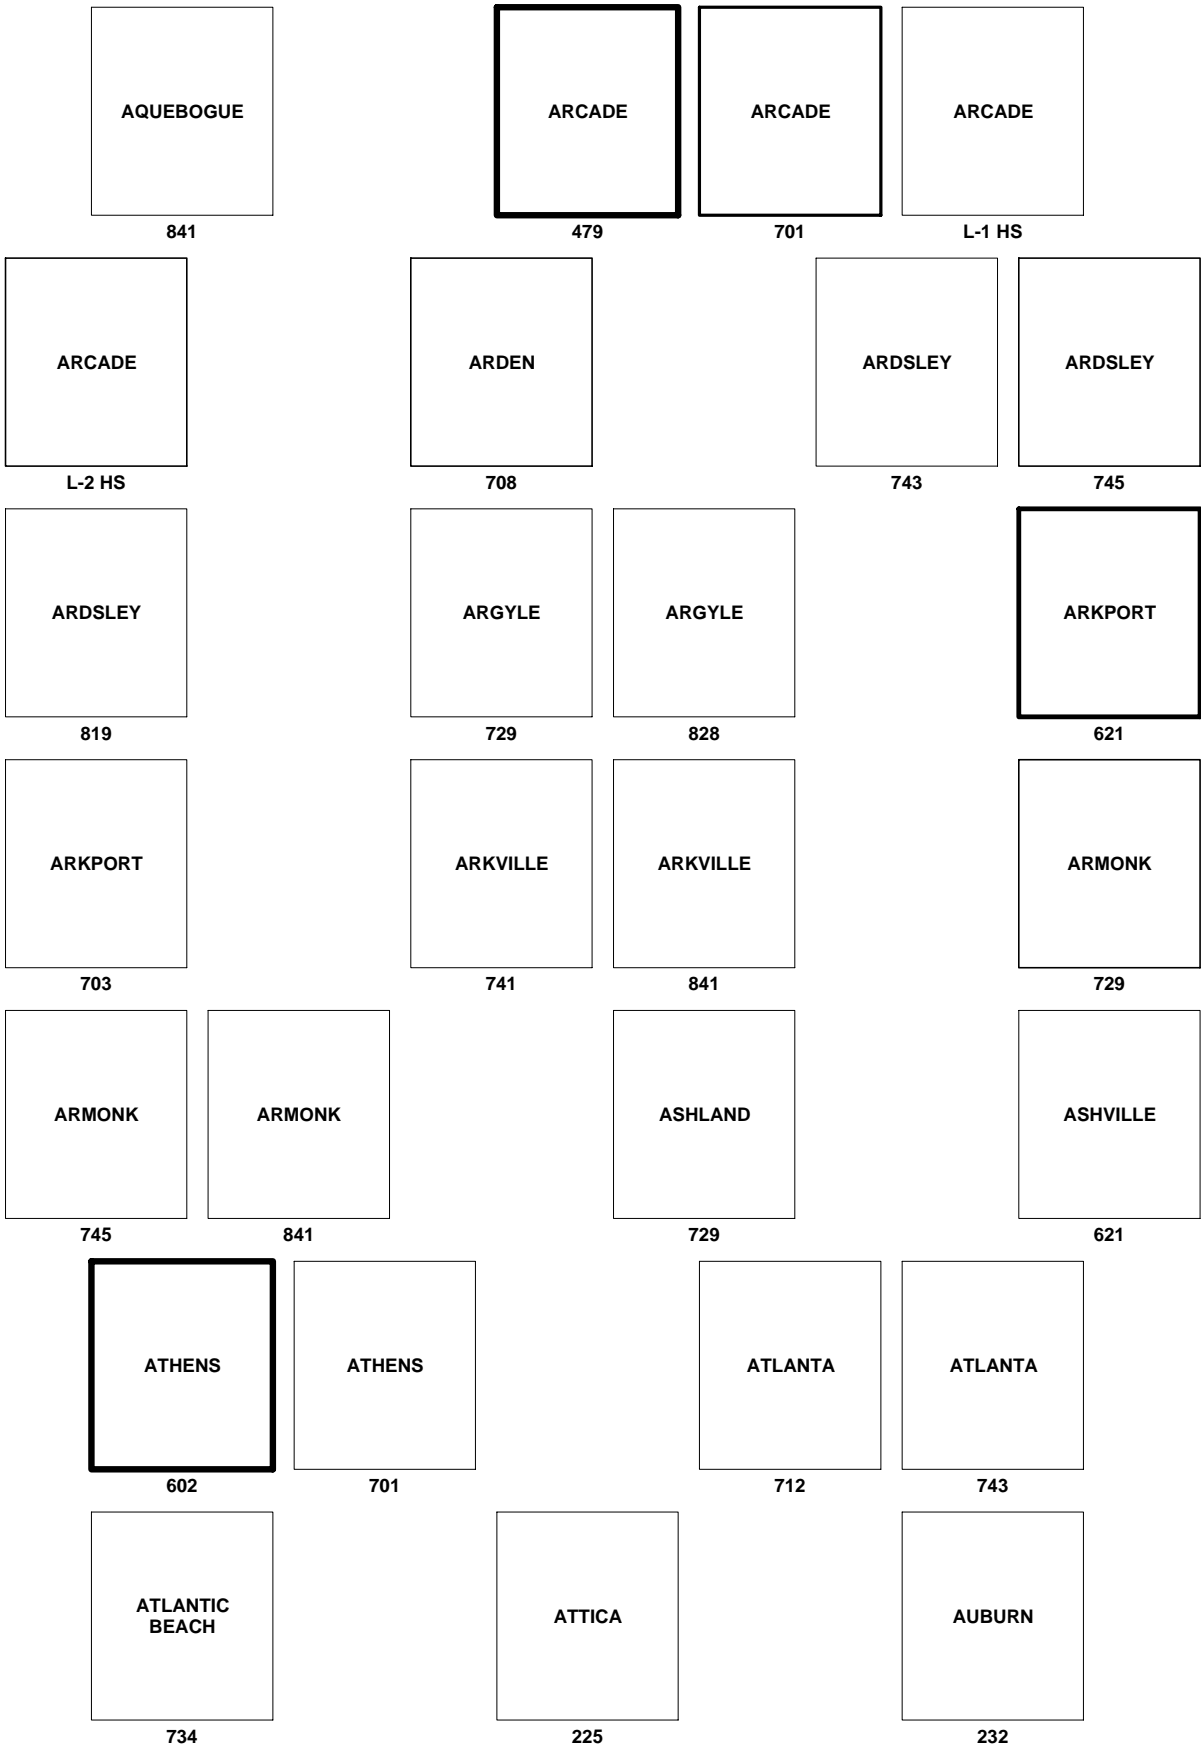 AQUEBOGUE
841
ARCADE
479
ARCADE
701
ARCADE
L-1 HS
ARCADE
L-2 HS
ARDEN
708
ARDSLEY
743
ARDSLEY
745
ARDSLEY
819
ARGYLE
729
ARGYLE
828
ARKPORT
621
ARKPORT
703
ARKVILLE
741
ARKVILLE
841
ARMONK
729
ARMONK
745
ARMONK
841
ASHLAND
729
ASHVILLE
621
ATHENS
602
ATHENS
701
ATLANTA
712
ATLANTA
743
ATLANTIC
BEACH
734
ATTICA
225
AUBURN
232